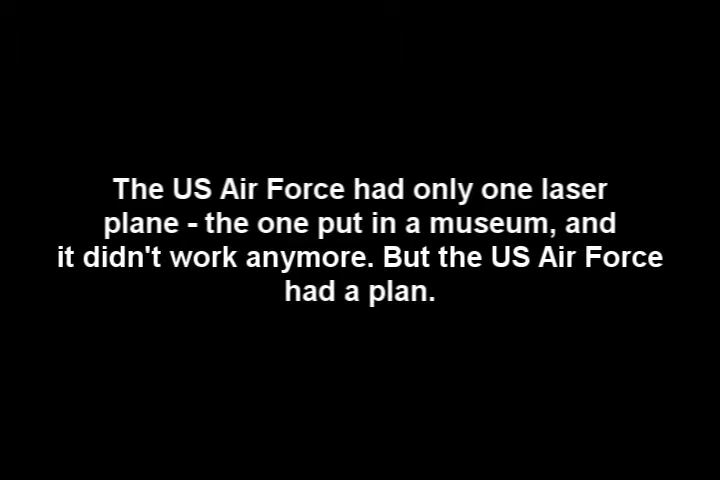 The US Air Force had only one laser
plane - the one put in a museum, and
it didn't work anymore. But the US Air Force
had a plan.